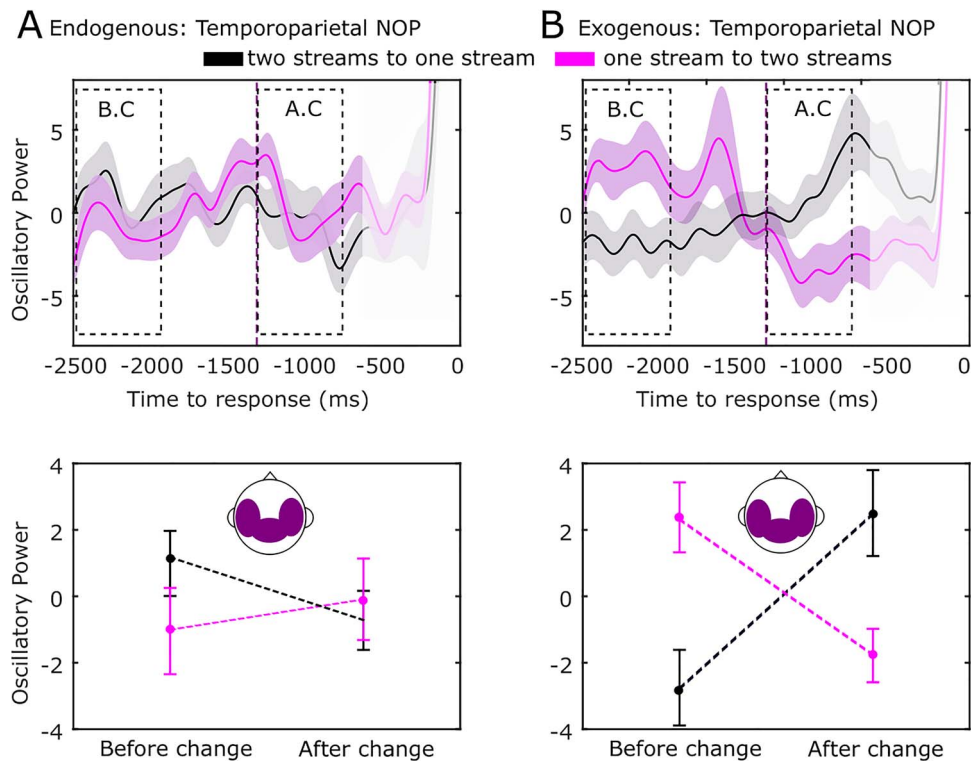 A Endogenous: Temporoparietal NOP
B Exogenous: Temporoparietal NOP
two streams to one stream
one stream to two streams
B.C
A.C
5
0
-5
Oscillatory Power
-2500
-2000
-1500
-1000
-500
0
Time to response (ms)
B.C
A.C
5
0
-5
-2500
-2000
-1500
-1000
-500
0
Time to response (ms)
4
2
0
-2
-4
Oscillatory Power
Before change
After change
4
2
0
-2
-4
Before change
After change